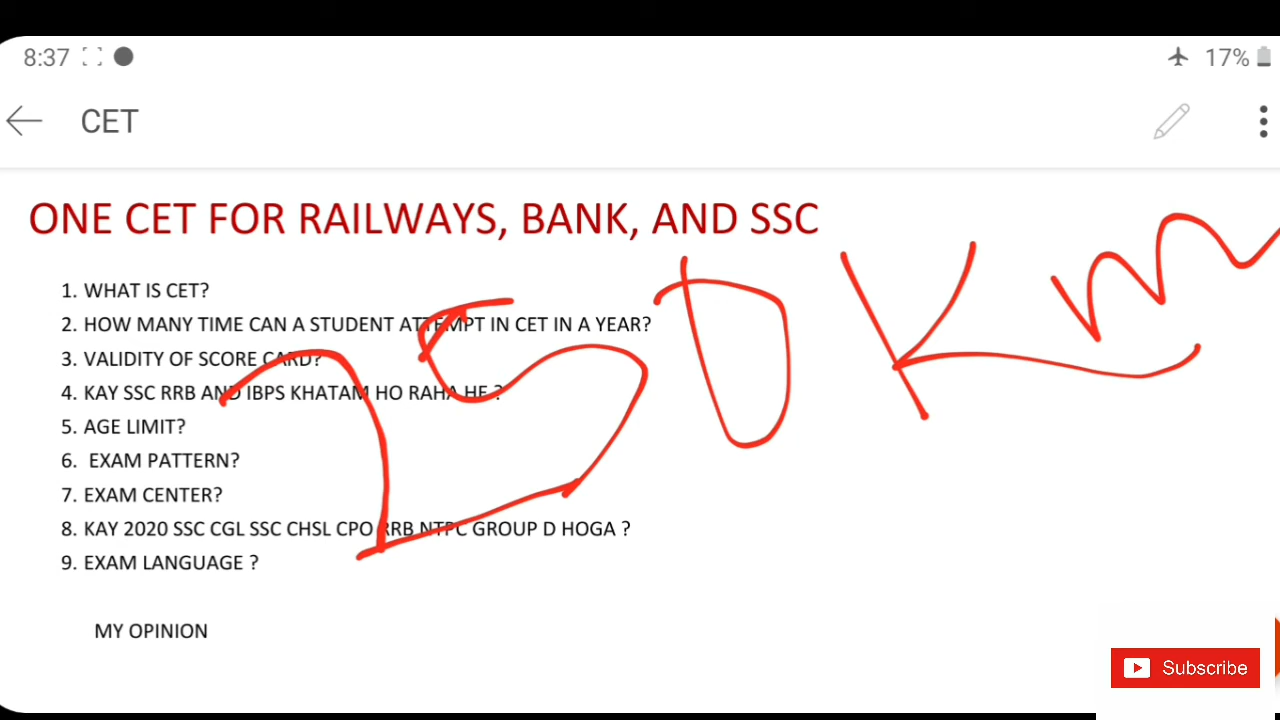 8:37
17%
CET
ONE CET FOR RAILWAYS, BANK, AND SSC
1. WHAT IS CET?
2. HOW MANY TIME CAN A STUDENT ATTEMPT IN CET IN A YEAR?
3. VALIDITY OF SCORE CARD?
4. KAY SSC RRB AND IBPS KHATAM HO RAHA HE ?
5. AGE LIMIT?
6. EXAM PATTERN?
7. EXAM CENTER?
8. KAY 2020 SSC CGL SSC CHSL CPO RRB NTPC GROUP D HOGA ?
9. EXAM LANGUAGE ?
250 Km
MY OPINION
Subscribe